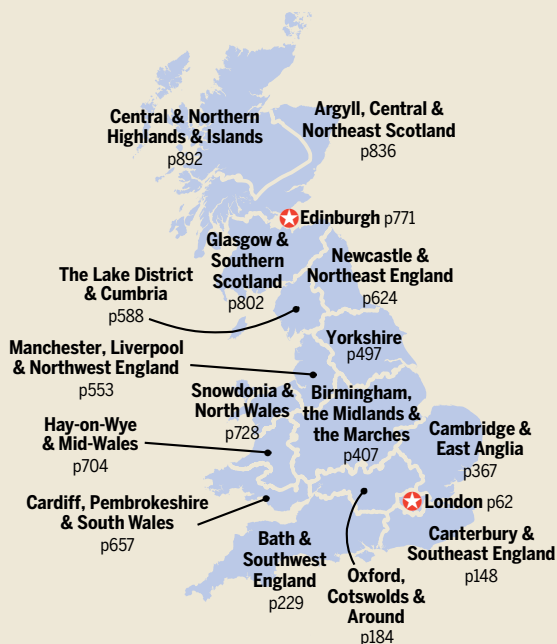 Central & Northern
Highlands & Islands
p892
Argyll, Central &
Northeast Scotland
p836
Edinburgh p771
Glasgow &
Southern
Scotland
p802
Newcastle &
Northeast England
p624
The Lake District
& Cumbria
p588
Yorkshire
p497
Manchester, Liverpool
& Northwest England
p553
Snowdonia &
North Wales
p728
Birmingham,
the Midlands &
the Marches
p407
Hay-on-Wye
& Mid-Wales
p704
Cambridge &
East Anglia
p367
Cardiff, Pembrokeshire
& South Wales
p657
London p62
Bath &
Southwest
England
p229
Canterbury &
Southeast England
p148
Oxford,
Cotswolds &
Around
p184